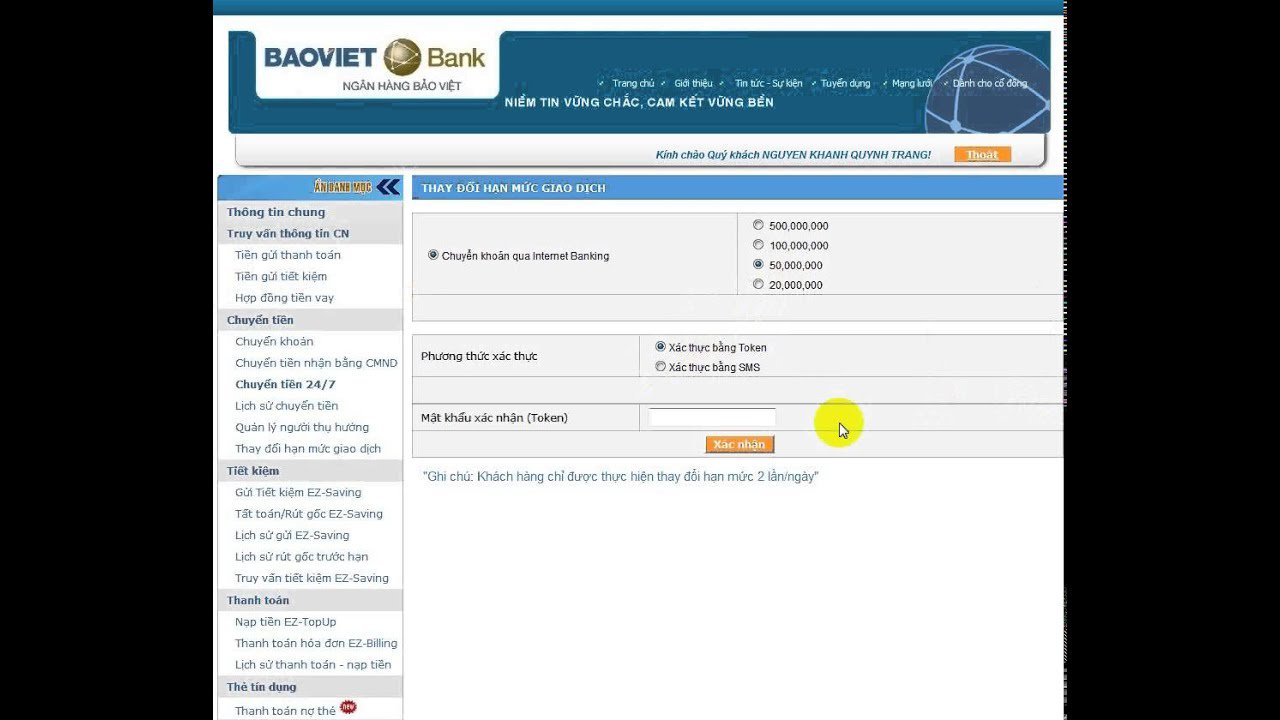 BAOVIET Bank
NGÂN HÀNG BẢO VIỆT
Trang chủ Giới thiệu Tin tức - Sự kiện Tuyển dụng Mạng lưới Dành cho cổ đông
NIỀM TIN VỮNG CHẮC, CAM KẾT VỮNG BỀN
Kính chào Quý khách NGUYEN KHANH QUYNH TRANG! Thoát
ẨN DANH MỤC
THAY ĐỔI HẠN MỨC GIAO DỊCH
Thông tin chung
Truy vấn thông tin CN
Tiền gửi thanh toán
Tiền gửi tiết kiệm
Hợp đồng tiền vay
Chuyển tiền
Chuyển khoản
Chuyển tiền nhận bằng CMND
Chuyển tiền 24/7
Lịch sử chuyển tiền
Quản lý người thụ hưởng
Thay đổi hạn mức giao dịch
Tiết kiệm
Gửi Tiết kiệm EZ-Saving
Tất toán/Rút gốc EZ-Saving
Lịch sử gửi EZ-Saving
Lịch sử rút gốc trước hạn
Truy vấn tiết kiệm EZ-Saving
Thanh toán
Nạp tiền EZ-TopUp
Thanh toán hóa đơn EZ-Billing
Lịch sử thanh toán - nạp tiền
Thẻ tín dụng
Thanh toán nợ thẻ new
Chuyển khoản qua Internet Banking
500,000,000
100,000,000
50,000,000
20,000,000
Phương thức xác thực
Xác thực bằng Token
Xác thực bằng SMS
Mật khẩu xác nhận (Token)
Xác nhận
"Ghi chú: Khách hàng chỉ được thực hiện thay đổi hạn mức 2 lần/ngày"